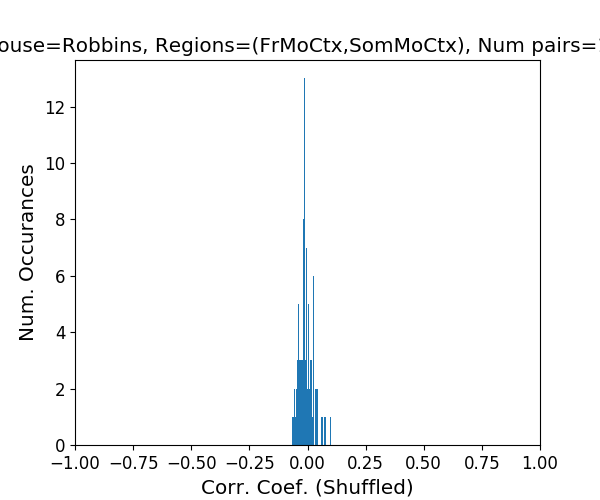 ouse=Robbins, Regions=(FrMoCtx,SomMoCtx), Num pairs=
Num. Occurances
12
10
8
6
4
2
0
−1.00 −0.75 −0.50 −0.25 0.00 0.25 0.50 0.75 1.00
Corr. Coef. (Shuffled)